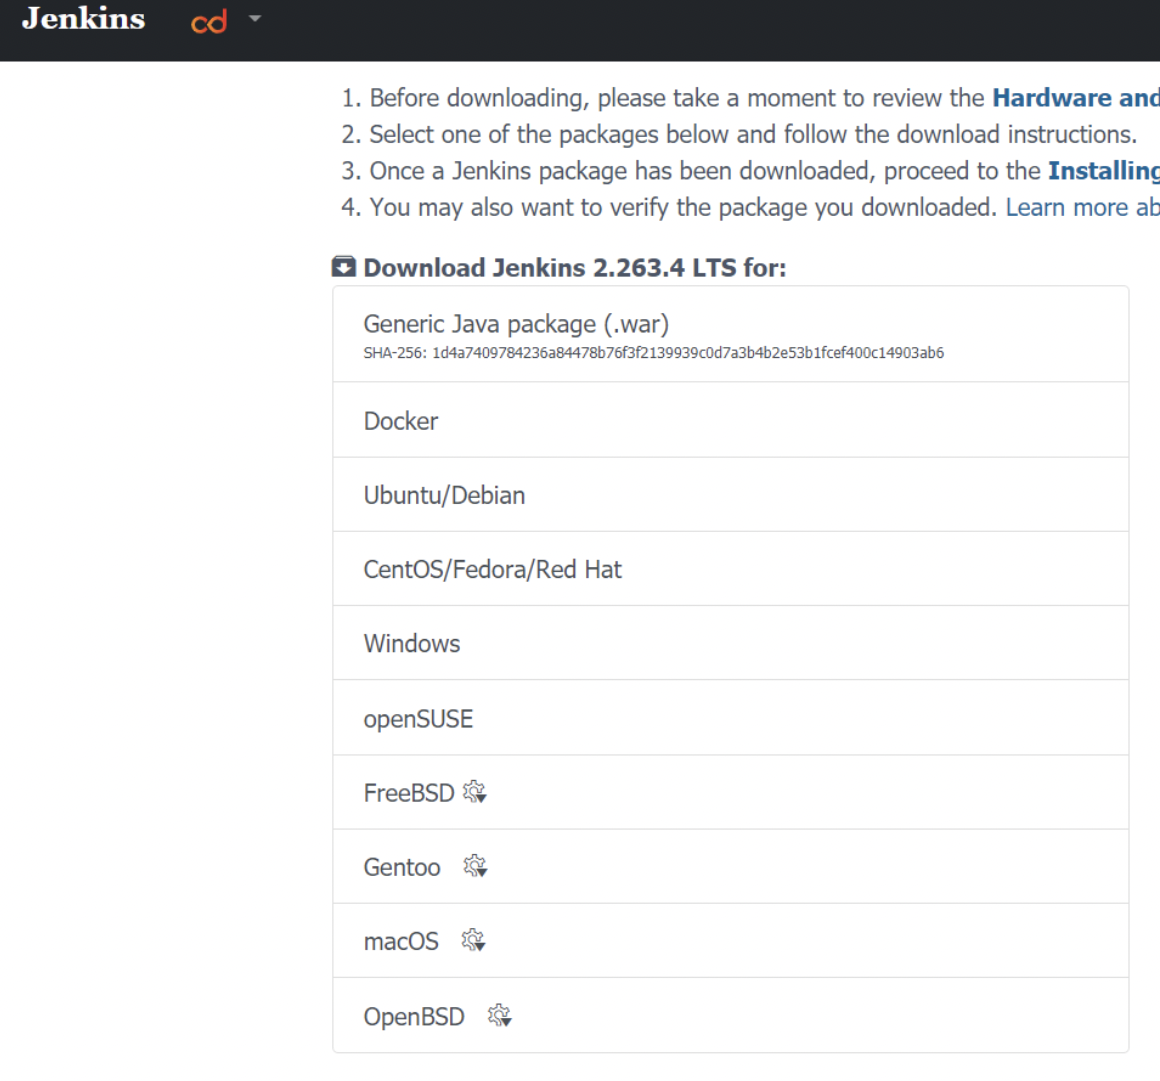 Jenkins cd
1. Before downloading, please take a moment to review the Hardware and
2. Select one of the packages below and follow the download instructions.
3. Once a Jenkins package has been downloaded, proceed to the Installing
4. You may also want to verify the package you downloaded. Learn more ab
Download Jenkins 2.263.4 LTS for:
Generic Java package (.war)
SHA-256: 1d4a7409784236a84478b76f3f2139939c0d7a3b4b2e53b1fcef400c14903ab6
Docker
Ubuntu/Debian
CentOS/Fedora/Red Hat
Windows
openSUSE
FreeBSD
Gentoo
macOS
OpenBSD